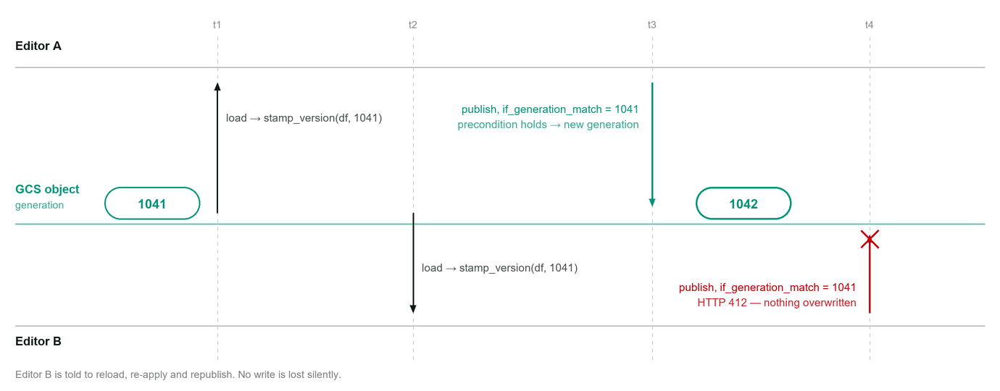 t1
t2
t3
t4
Editor A
load → stamp_version(df, 1041)
publish, if_generation_match = 1041
precondition holds → new generation
GCS object
generation
1041
1042
load → stamp_version(df, 1041)
publish, if_generation_match = 1041
HTTP 412 — nothing overwritten
Editor B
Editor B is told to reload, re-apply and republish. No write is lost silently.